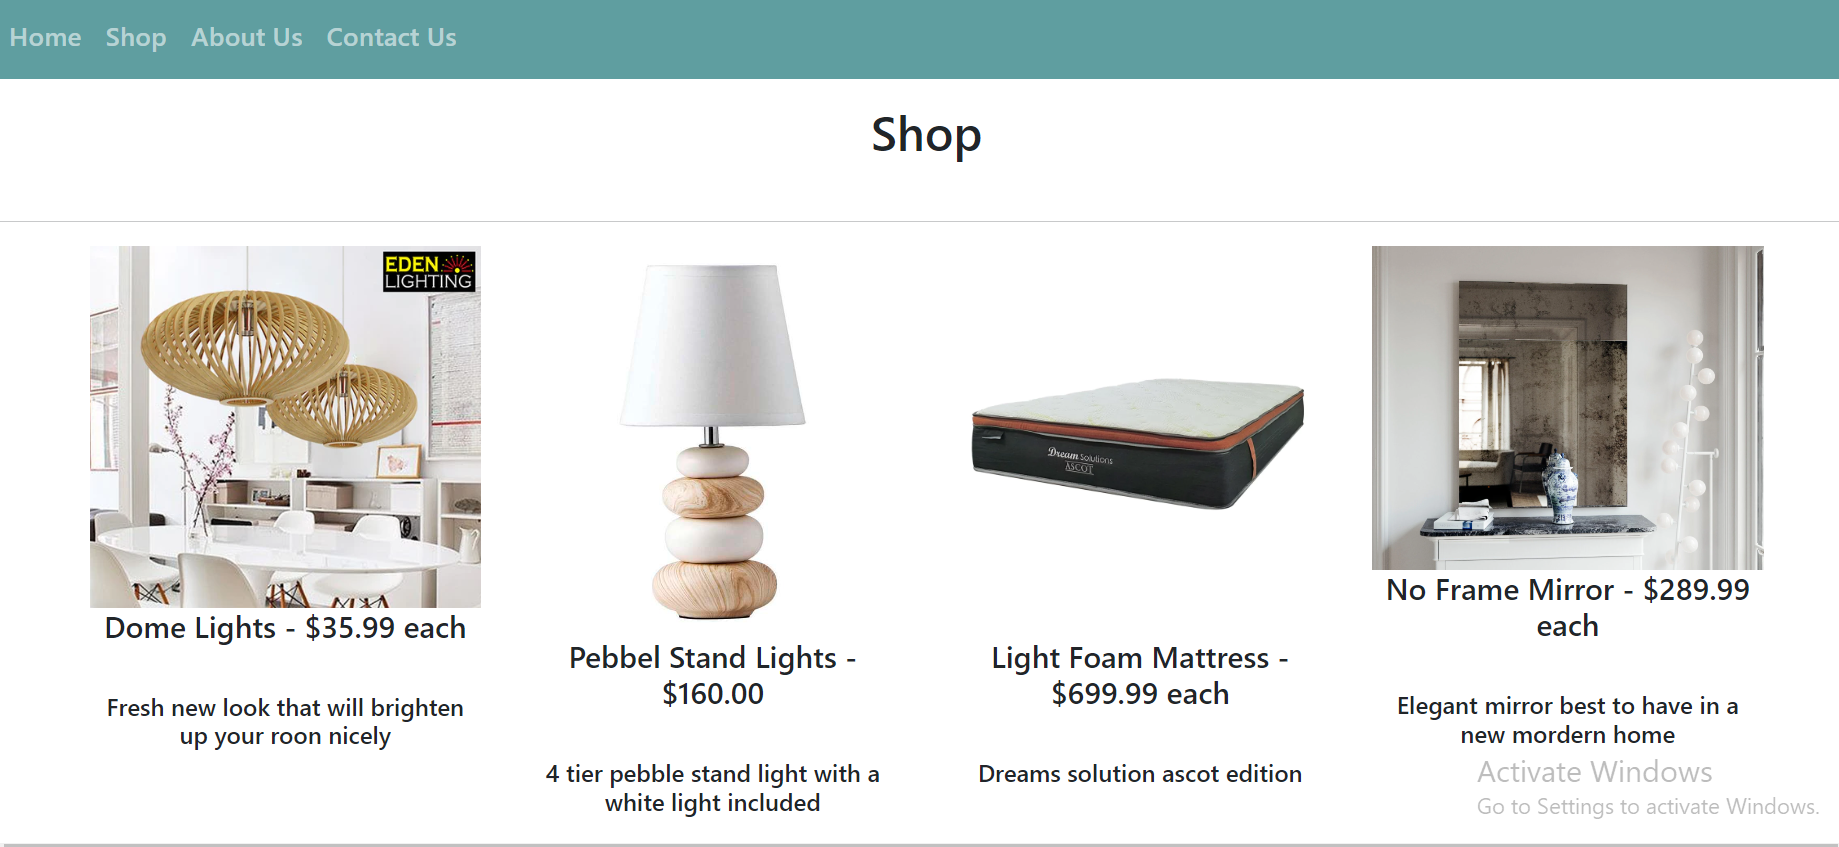 Home Shop About Us Contact Us
Shop
EDEN
LIGHTING
Dome Lights - $35.99 each
Fresh new look that will brighten
up your roon nicely
Pebbel Stand Lights -
$160.00
4 tier pebble stand light with a
white light included
Dream Solutions
ASCOT
Light Foam Mattress -
$699.99 each
Dreams solution ascot edition
No Frame Mirror - $289.99
each
Elegant mirror best to have in a
new mordern home
Activate Windows
Go to Settings to activate Windows.